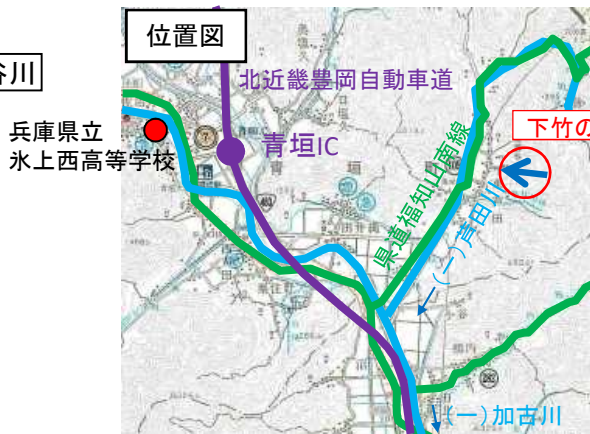 位置図
谷川
北近畿豊岡自動車道
兵庫県立
氷上西高等学校
青垣IC
下竹の
県道福知山南線
(一)芦田川
(一)加古川